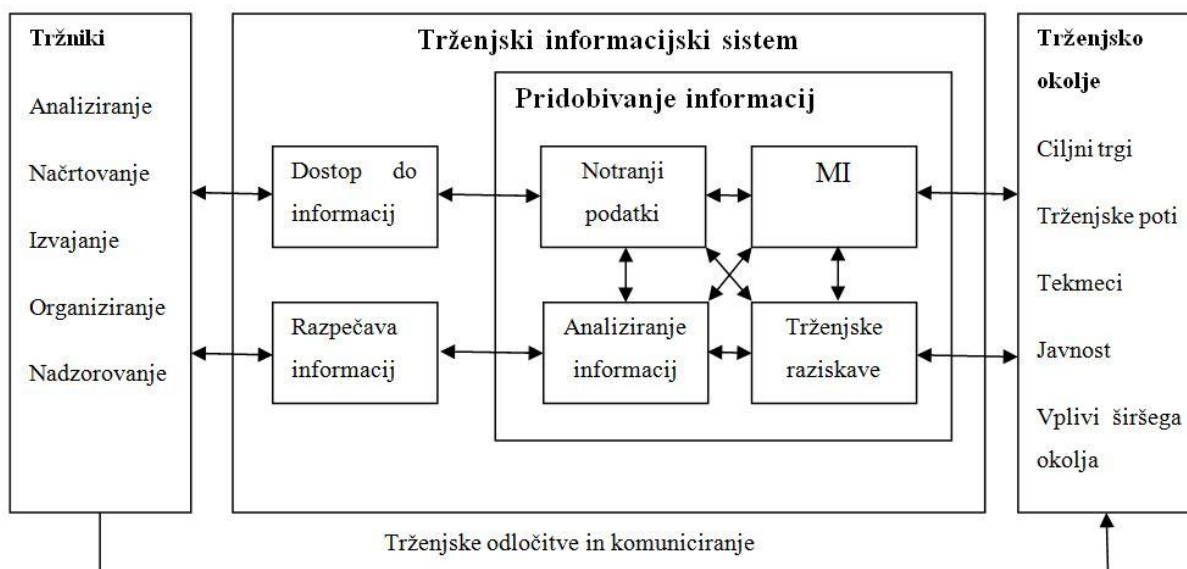 Tržniki
Analiziranje
Načrtovanje
Izvajanje
Organiziranje
Nadzorovanje
Trženjski informacijski sistem
Pridobivanje informacij
Dostop do
informacij
Notranji
podatki
MI
Razpečava
informacij
Analiziranje
informacij
Trženjske
raziskave
Trženjsko
okolje
Ciljni trgi
Trženjske poti
Tekmeci
Javnost
Vplivi širšega
okolja
Trženjske odločitve in komuniciranje